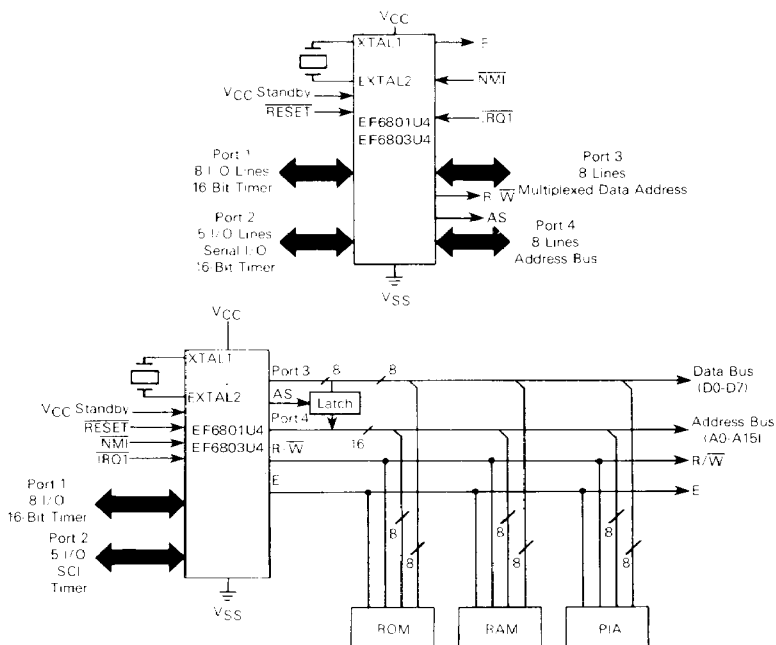 VCC
XTAL1
E
EXTAL2
NMI
VCC Standby
RESET
EF6801U4
IRQ1
EF6803U4
Port 1
8 I/O Lines
16 Bit Timer
Port 3
8 Lines
Multiplexed Data Address
R/W
AS
Port 2
5 I/O Lines
Serial I/O
16-Bit Timer
Port 4
8 Lines
Address Bus
VSS
VCC
XTAL1
EXTAL2
VCC Standby
RESET
NMI
IRQ1
EF6801U4
EF6803U4
Port 3
8
8
Data Bus
(D0-D7)
AS
Latch
Port 4
16
Address Bus
(A0-A15)
R/W
R/W
E
E
Port 1
8 I/O
16-Bit Timer
Port 2
5 I/O
SCI
Timer
8
8
8
8
8
8
VSS
ROM
RAM
PIA